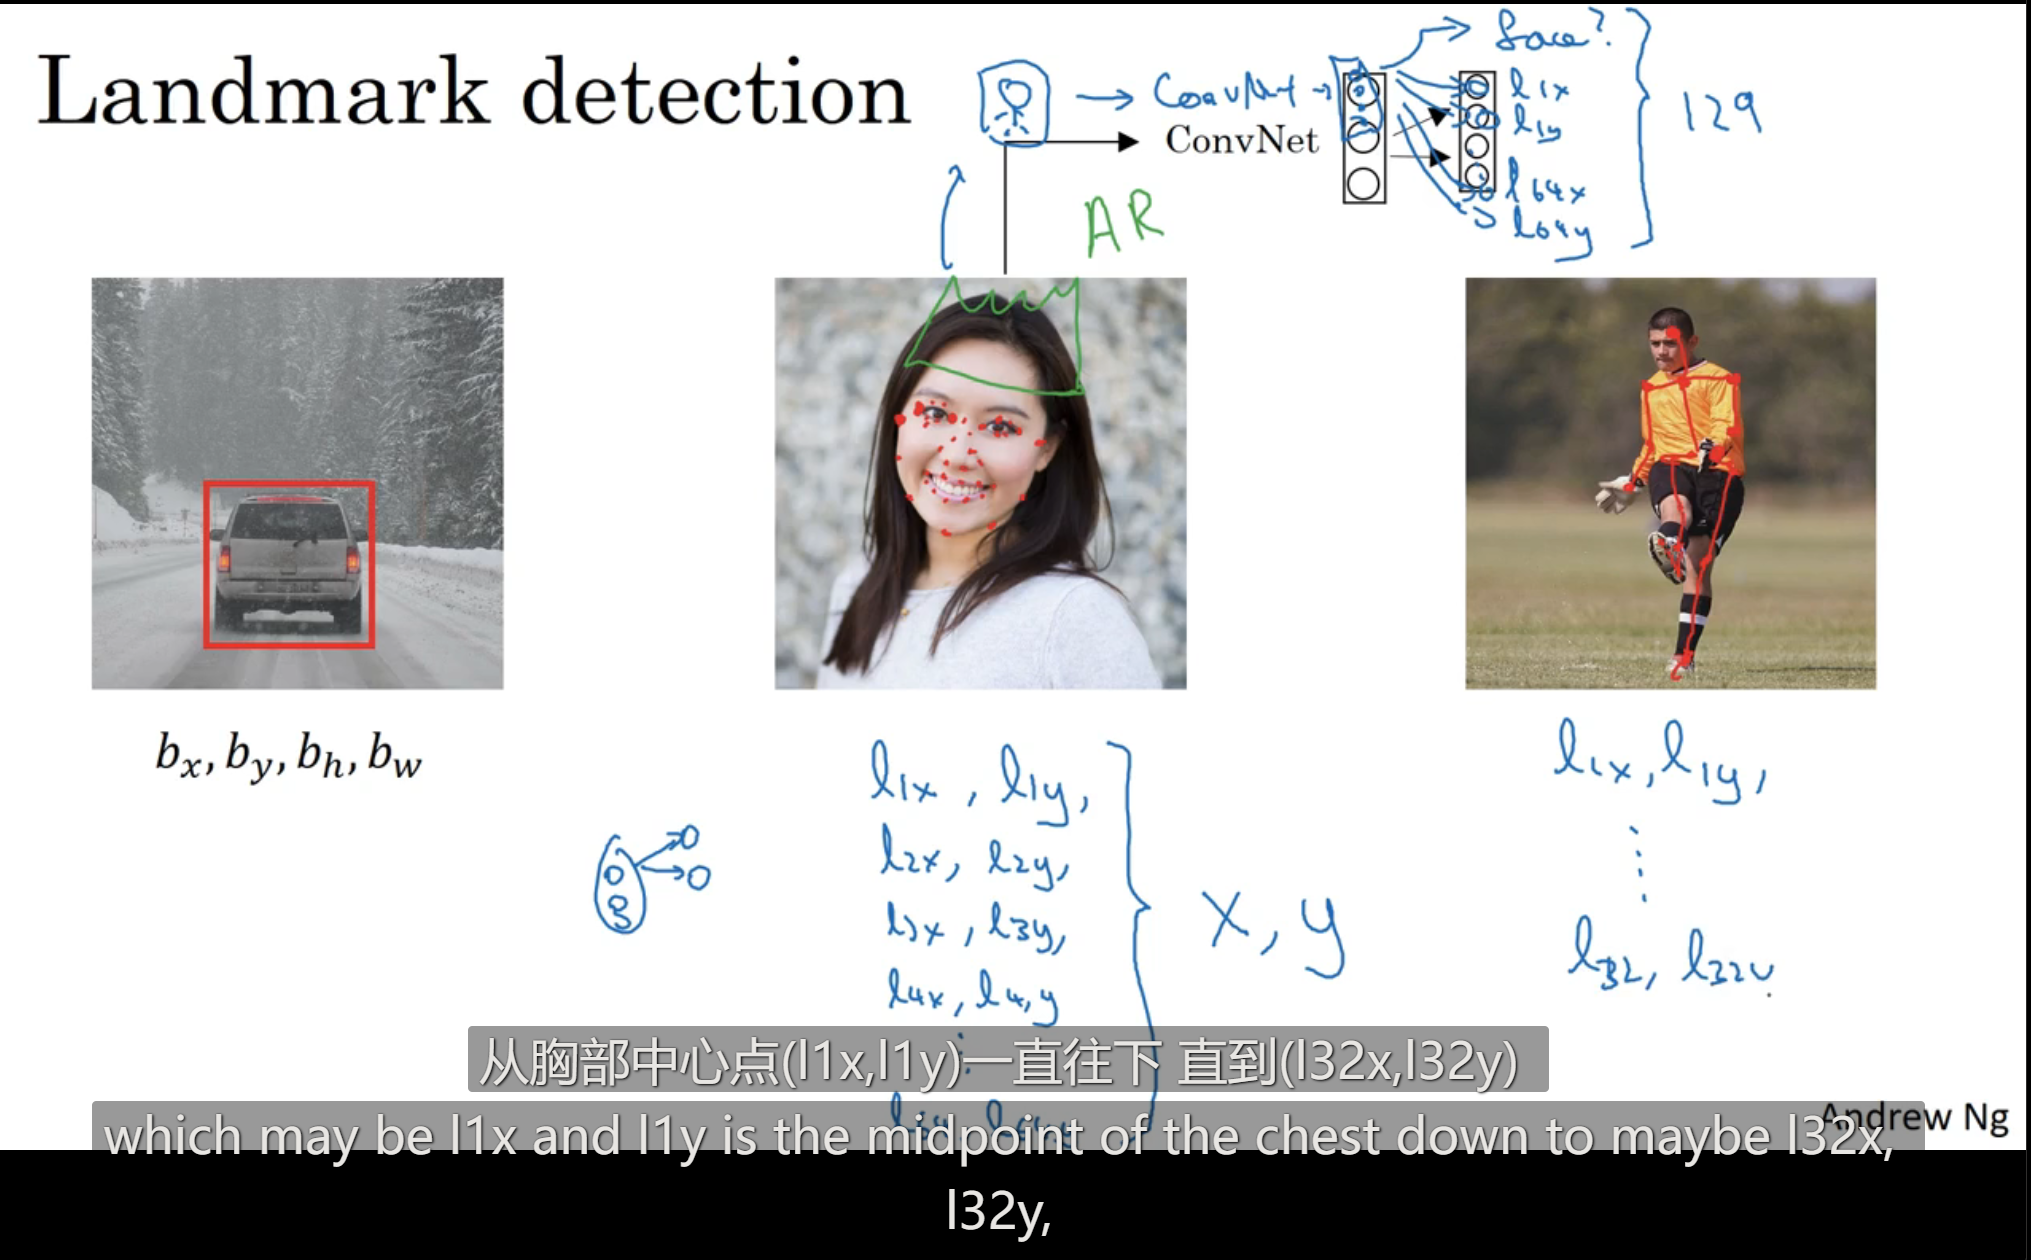 Landmark detection
face?
ConvNet
ConvNet
l1x
l1y
l64x
l64y
129
AR
bx, by, bh, bw
l1x, l1y,
l2x, l2y,
l3x, l3y,
l4x, l4,y
x, y
l1x, l1y,
l32, l32y
从胸部中心点(l1x,l1y)一直往下 直到(l32x,l32y)
which may be l1x and l1y is the midpoint of the chest down to maybe l32x,
l32y,
Andrew Ng